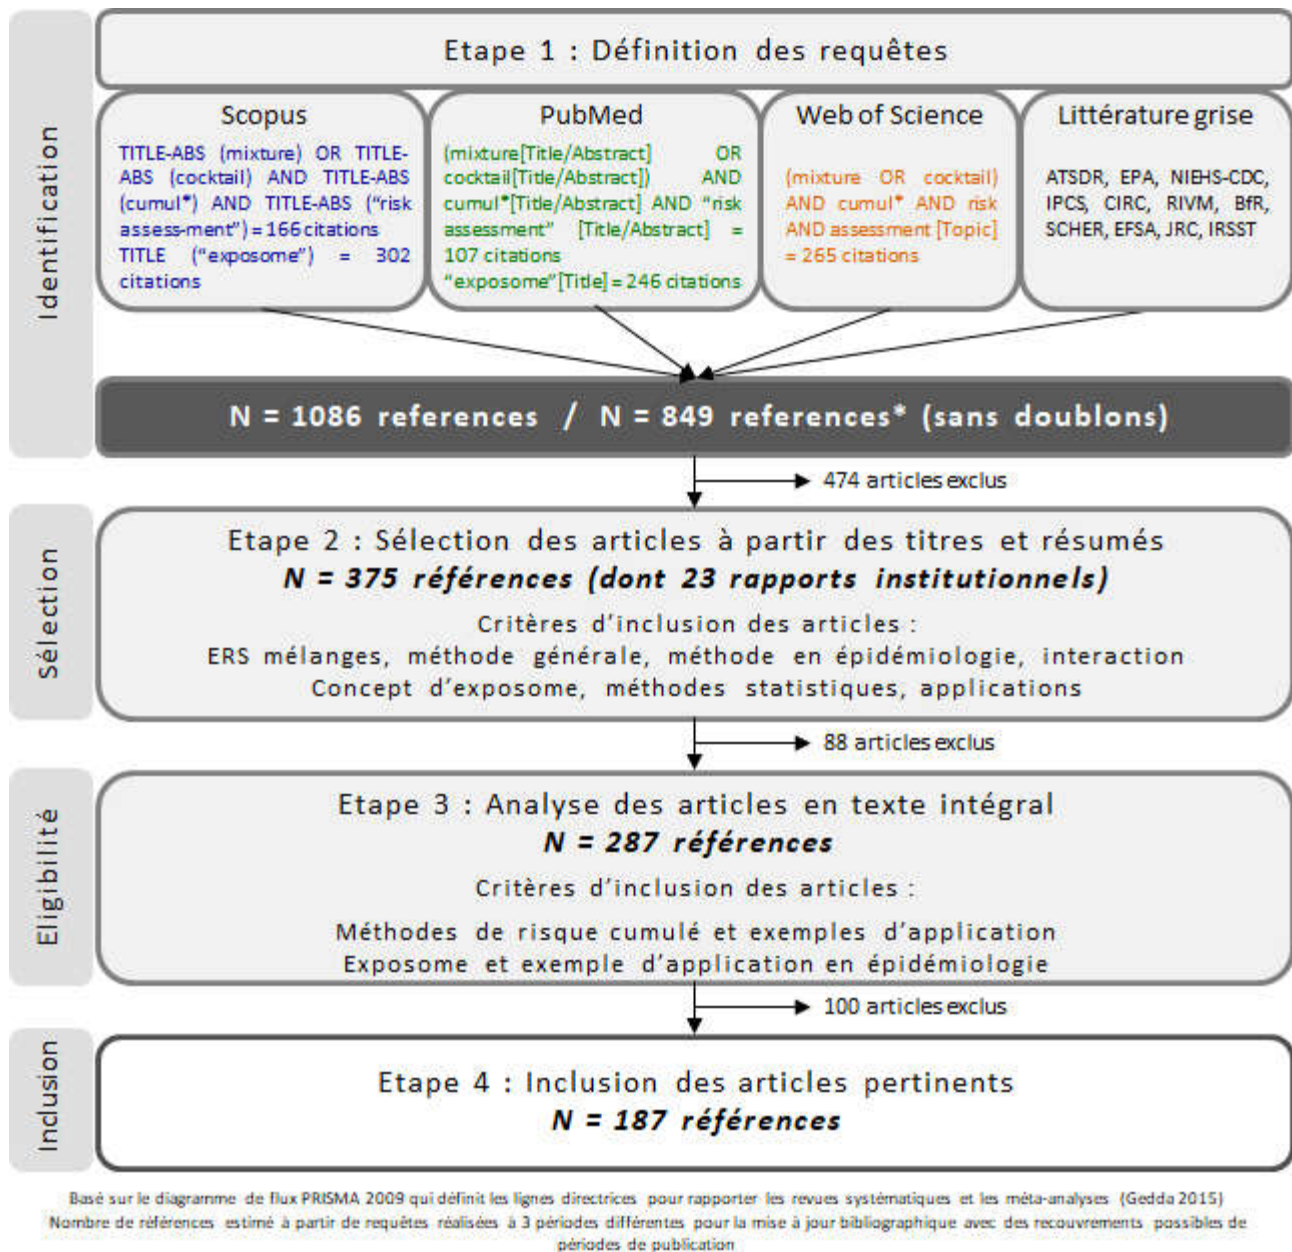 Identification
Etape 1 : Définition des requêtes
Scopus
TITLE-ABS (mixture) OR TITLE-
ABS (cocktail) AND TITLE-ABS
(cumul*) AND TITLE-ABS (“risk
assess-ment”) = 166 citations
TITLE (“exposome”) = 302
citations
PubMed
(mixture[Title/Abstract] OR
cocktail[Title/Abstract]) AND
cumul*[Title/Abstract] AND “risk
assessment” [Title/Abstract] =
107 citations
“exposome”[Title] = 246 citations
Web of Science
(mixture OR cocktail)
AND cumul* AND risk
AND assessment [Topic]
= 265 citations
Littérature grise
ATSDR, EPA, NIEHS-CDC,
IPCS, CIRC, RIVM, BfR,
SCHER, EFSA, JRC, IRSST
N = 1086 references / N = 849 references* (sans doublons)
474 articles exclus
Sélection
Etape 2 : Sélection des articles à partir des titres et résumés
N = 375 références (dont 23 rapports institutionnels)
Critères d’inclusion des articles :
ERS mélanges, méthode générale, méthode en épidémiologie, interaction
Concept d’exposome, méthodes statistiques, applications
88 articles exclus
Eligibilité
Etape 3 : Analyse des articles en texte intégral
N = 287 références
Critères d’inclusion des articles :
Méthodes de risque cumulé et exemples d’application
Exposome et exemple d’application en épidémiologie
100 articles exclus
Inclusion
Etape 4 : Inclusion des articles pertinents
N = 187 références
Basé sur le diagramme de flux PRISMA 2009 qui définit les lignes directrices pour rapporter les revues systématiques et les méta-analyses (Gedda 2015)
Nombre de références estimé à partir de requêtes réalisées à 3 périodes différentes pour la mise à jour bibliographique avec des recouvrements possibles de
périodes de publication